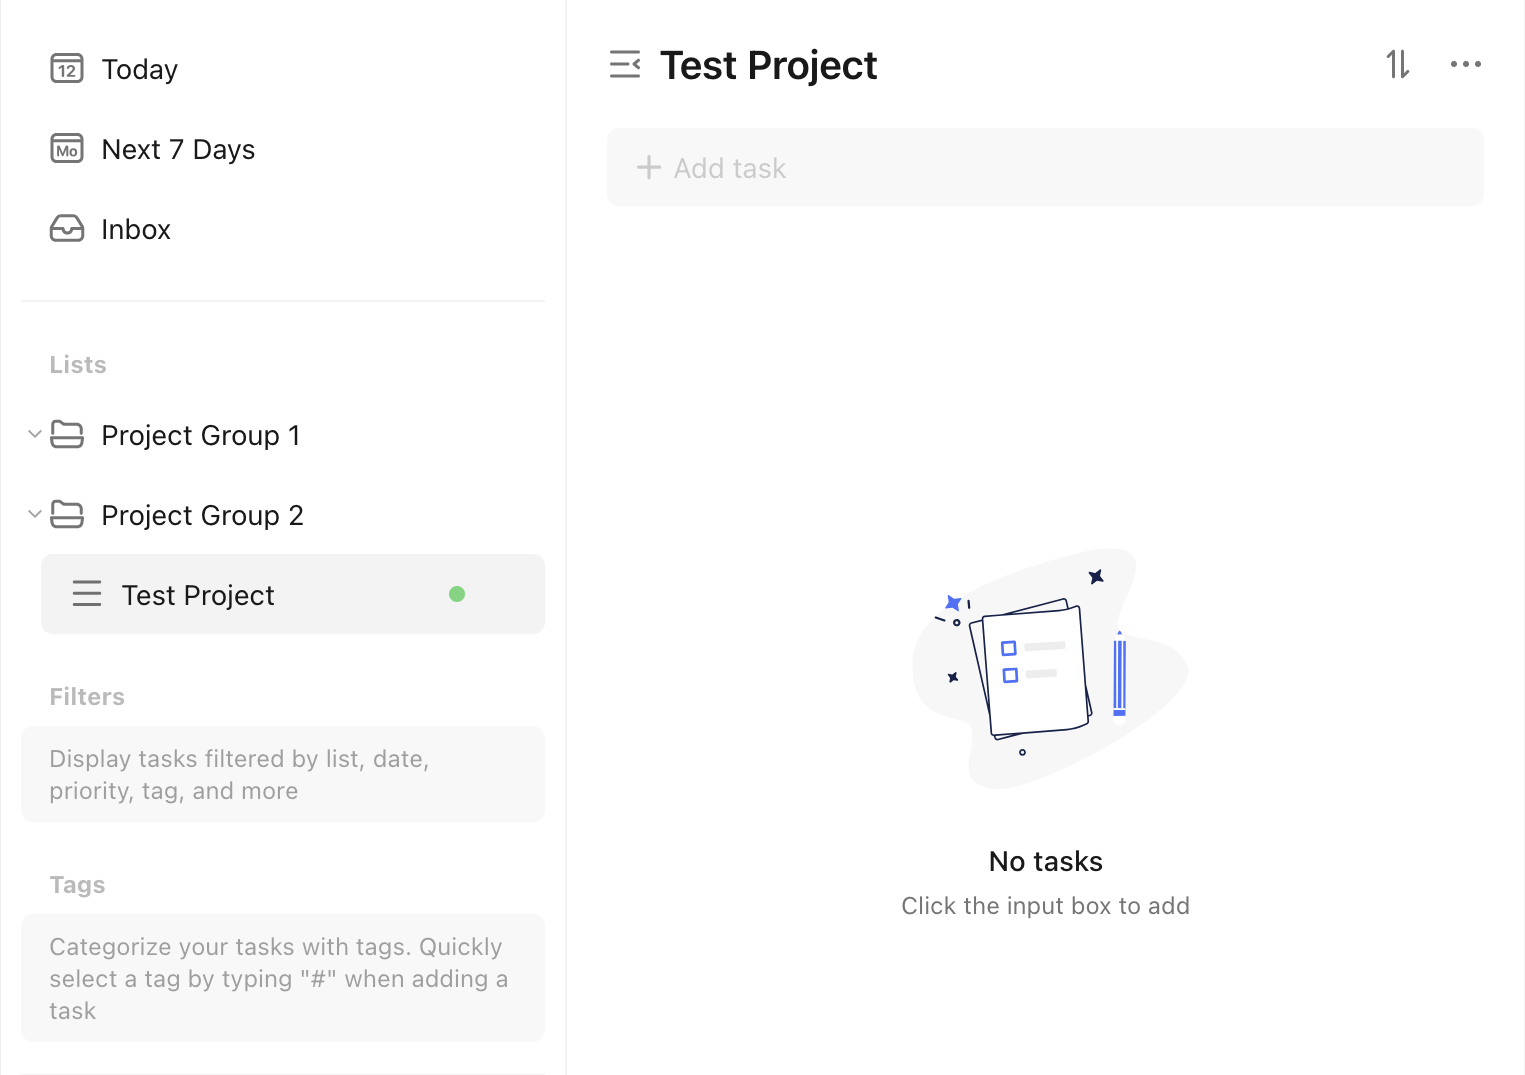 12 Today
Mo Next 7 Days
Inbox
Lists
Project Group 1
Project Group 2
Test Project
Filters
Display tasks filtered by list, date,
priority, tag, and more
Tags
Categorize your tasks with tags. Quickly
select a tag by typing "#" when adding a
task
Test Project
Add task
No tasks
Click the input box to add